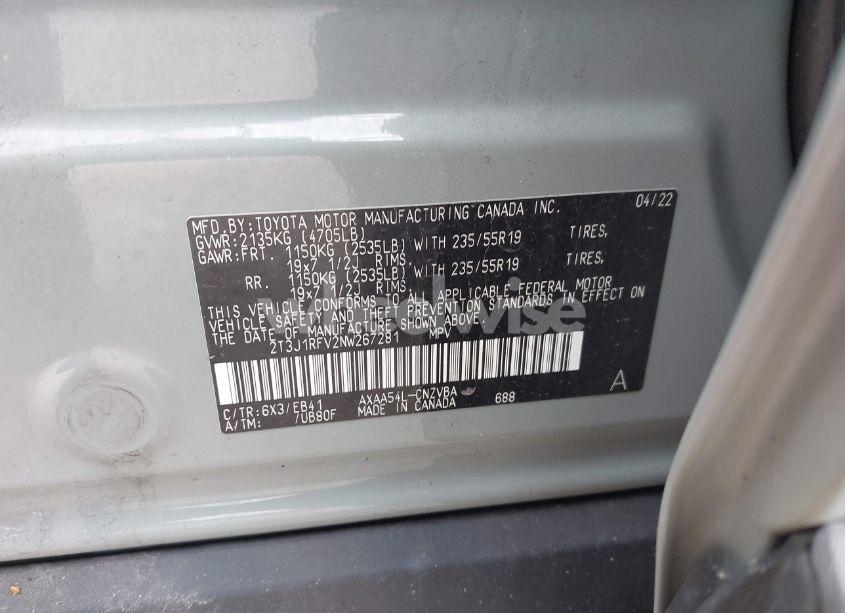 MFD.BY:TOYOTA MOTOR MANUFACTURING CANADA INC. 04/22
GVWR:2135KG (4705LB)
GAWR:FRT. 1150KG (2535LB) WITH 235/55R19 TIRES,
19x7 1/2J RIMS.
RR. 1150KG (2535LB) WITH 235/55R19 TIRES,
19x7 1/2J RIMS.
THIS VEHICLE CONFORMS TO ALL APPLICABLE FEDERAL MOTOR
VEHICLE SAFETY AND THEFT PREVENTION STANDARDS IN EFFECT ON
THE DATE OF MANUFACTURE SHOWN ABOVE.
2T3J1RFV2NW267281 MPV
A
C/TR:6X3/EB41 AXAA54L-CNZVBA 688
A/TM: /UB80F MADE IN CANADA